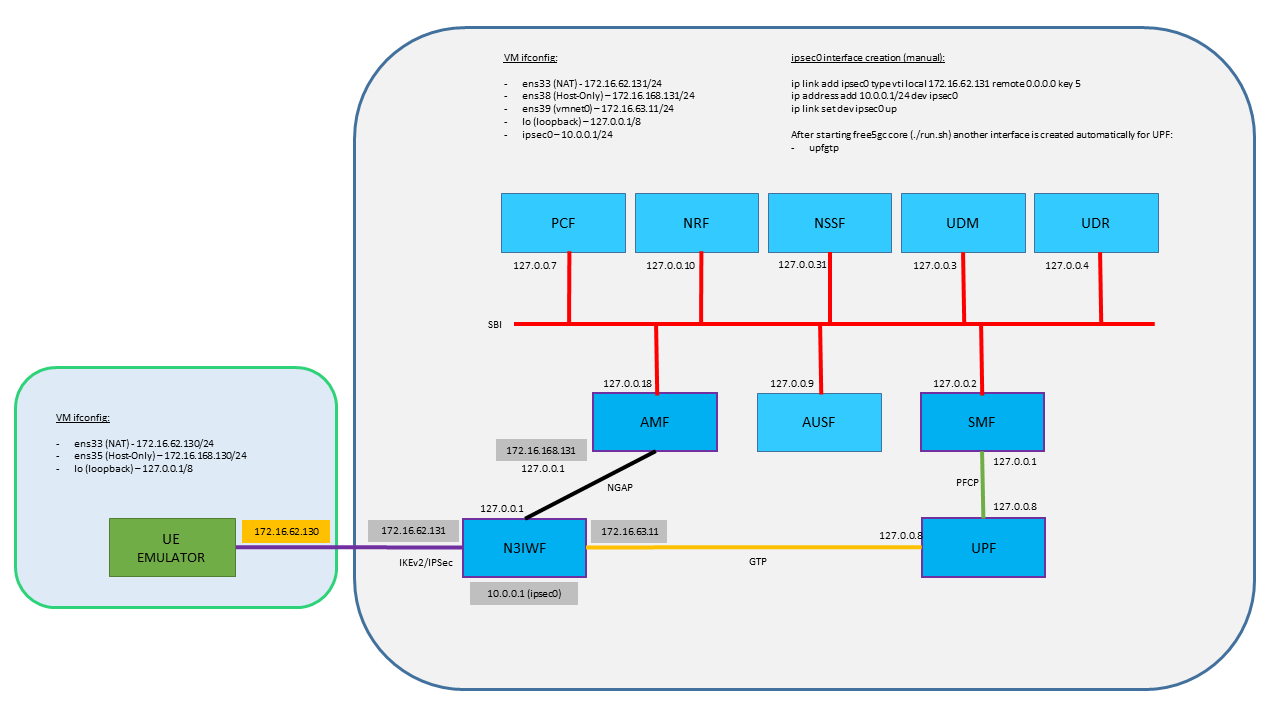 VM ifconfig:
- ens33 (NAT) - 172.16.62.131/24
- ens38 (Host-Only) – 172.16.168.131/24
- ens39 (vmnet0) – 172.16.63.11/24
- lo (loopback) – 127.0.0.1/8
- ipsec0 – 10.0.0.1/24
ipsec0 interface creation (manual):
ip link add ipsec0 type vti local 172.16.62.131 remote 0.0.0.0 key 5
ip address add 10.0.0.1/24 dev ipsec0
ip link set dev ipsec0 up
After starting free5gc core (./run.sh) another interface is created automatically for UPF:
- upfgtp
PCF
NRF
NSSF
UDM
UDR
127.0.0.7
127.0.0.10
127.0.0.31
127.0.0.3
127.0.0.4
SBI
127.0.0.18
127.0.0.9
127.0.0.2
AMF
AUSF
SMF
172.16.168.131
127.0.0.1
NGAP
127.0.0.1
PFCP
127.0.0.8
VM ifconfig:
- ens33 (NAT) - 172.16.62.130/24
- ens35 (Host-Only) – 172.16.168.130/24
- lo (loopback) – 127.0.0.1/8
UE
EMULATOR
172.16.62.130
172.16.62.131
IKEv2/IPSec
127.0.0.1
N3IWF
172.16.63.11
10.0.0.1 (ipsec0)
GTP
127.0.0.8
UPF